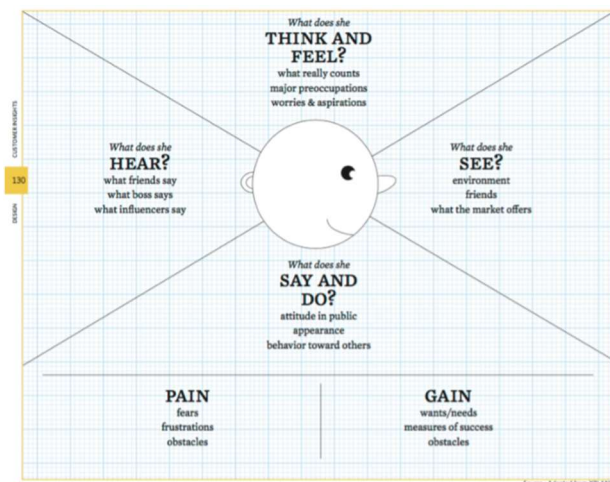 What does she
THINK AND
FEEL?
what really counts
major preoccupations
worries & aspirations
CUSTOMER INSIGHTS
130
DESIGN
What does she
HEAR?
what friends say
what boss says
what influencers say
What does she
SEE?
environment
friends
what the market offers
What does she
SAY AND
DO?
attitude in public
appearance
behavior toward others
PAIN
fears
frustrations
obstacles
GAIN
wants/needs
measures of success
obstacles